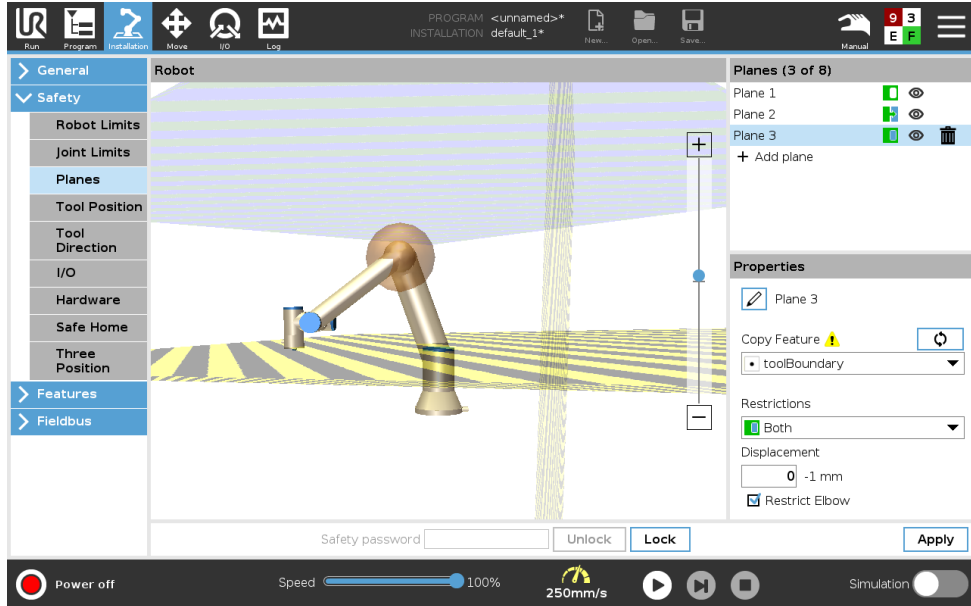 UR
PROGRAM <unnamed>*
INSTALLATION default_1*
Run
Program
Installation
Move
I/O
Log
New...
Open...
Save...
Manual
9 3
E F
General
Safety
Robot Limits
Joint Limits
Planes
Tool Position
Tool
Direction
I/O
Hardware
Safe Home
Three
Position
Features
Fieldbus
Robot
Planes (3 of 8)
Plane 1
Plane 2
Plane 3
+ Add plane
Properties
Plane 3
Copy Feature
toolBoundary
Restrictions
Both
Displacement
0 -1 mm
Restrict Elbow
Safety password
Unlock
Lock
Apply
Power off
Speed
100%
250mm/s
Simulation